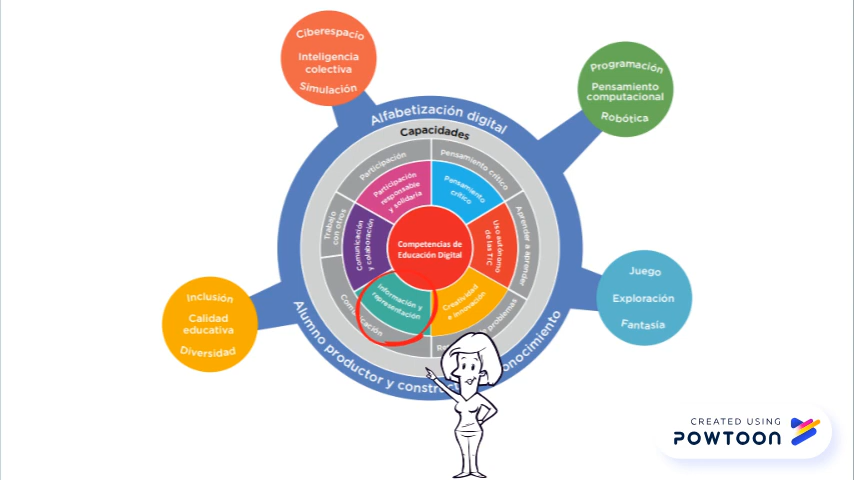 Ciberespacio
Inteligencia
colectiva
Simulación
Programación
Pensamiento
computacional
Robótica
Alfabetización digital
Capacidades
Participación
Pensamiento crítico
Participación
responsable
y solidaria
Pensamiento
crítico
Trabajo
con otros
Comunicación
y colaboración
Competencias de
Educación Digital
Uso autónomo
de las TIC
Aprender a aprender
Información y
representación
Creatividad
e innovación
problemas
Juego
Exploración
Fantasía
Inclusión
Calidad
educativa
Diversidad
Alumno productor y
CREATED USING
POWTOON